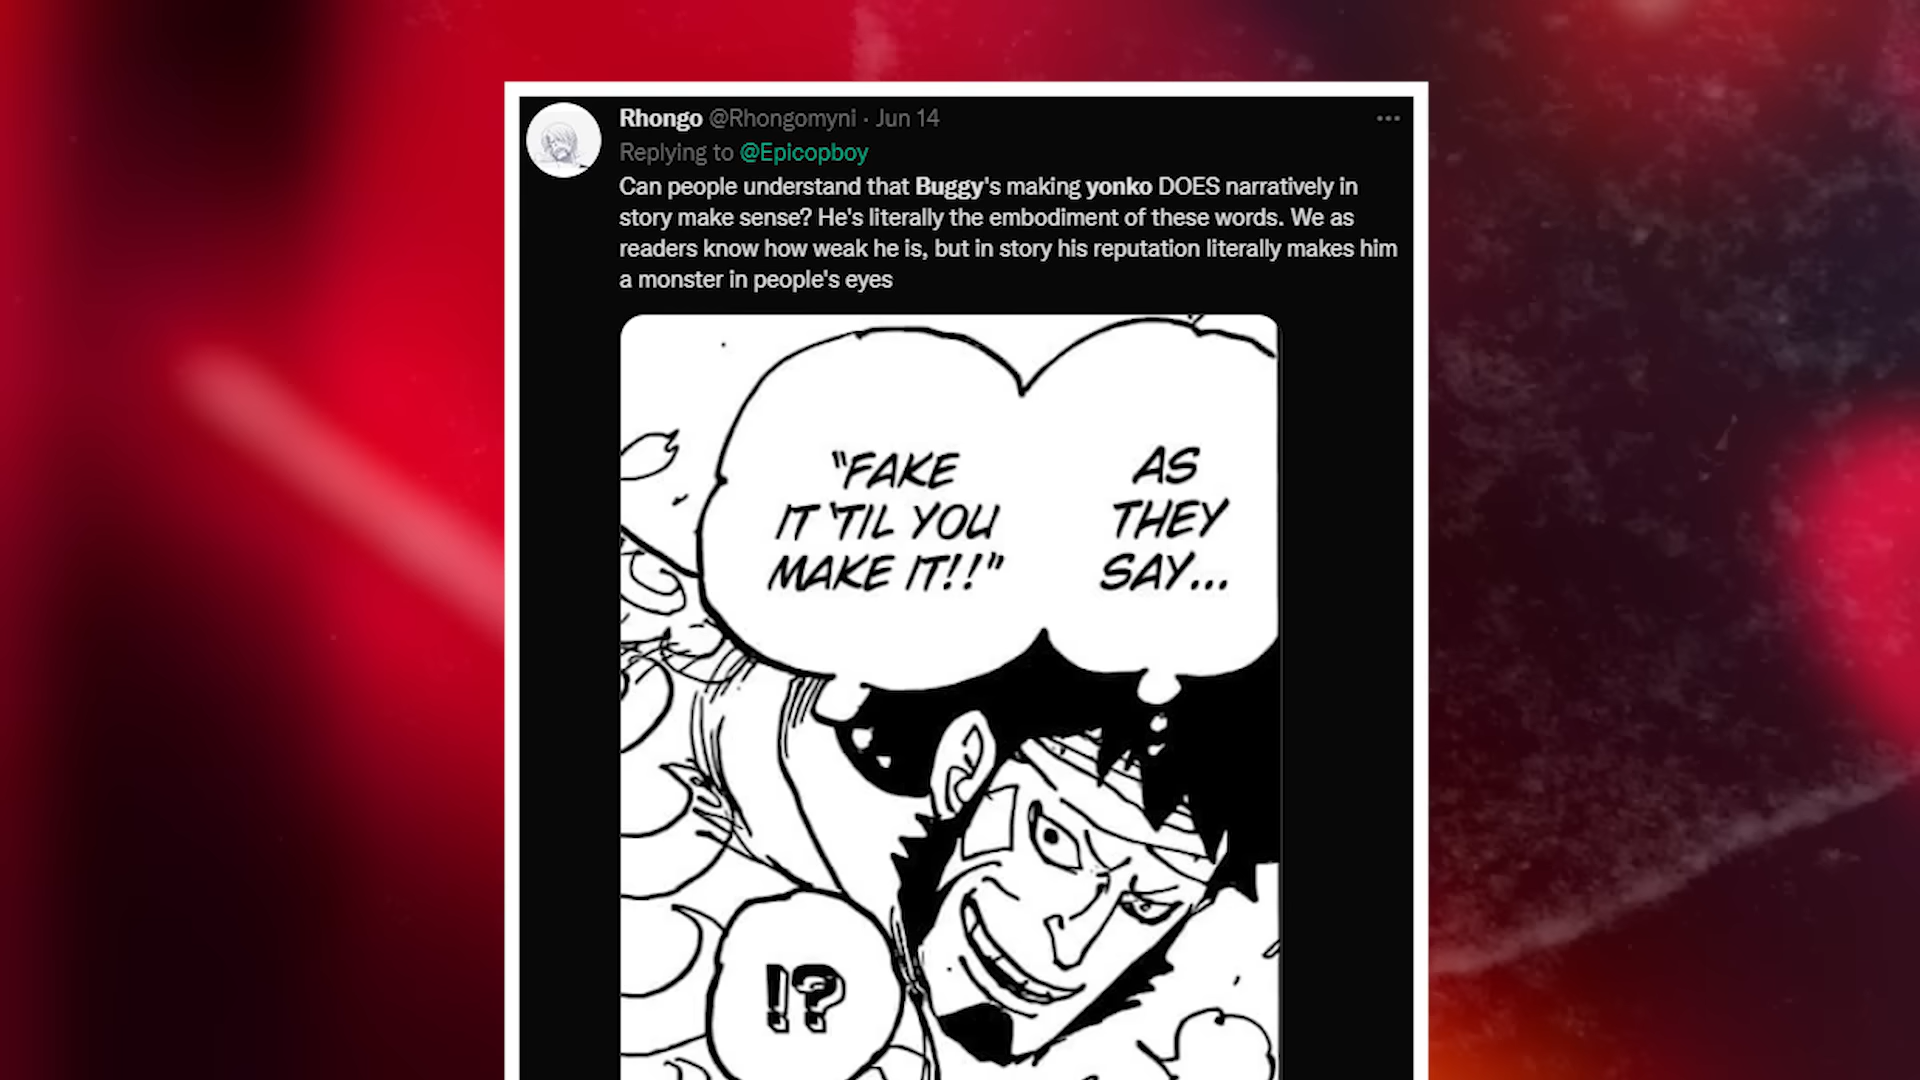 Rhongo @Rhongomyni · Jun 14
Replying to @Epicopboy
Can people understand that Buggy's making yonko DOES narratively in
story make sense? He's literally the embodiment of these words. We as
readers know how weak he is, but in story his reputation literally makes him
a monster in people's eyes
AS
THEY
SAY...
"FAKE
IT 'TIL YOU
MAKE IT!!"
!?